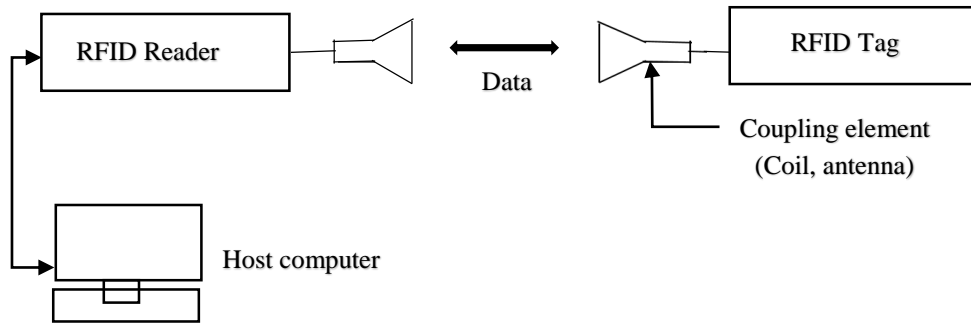 RFID Reader
RFID Tag
Data
Coupling element
(Coil, antenna)
Host computer